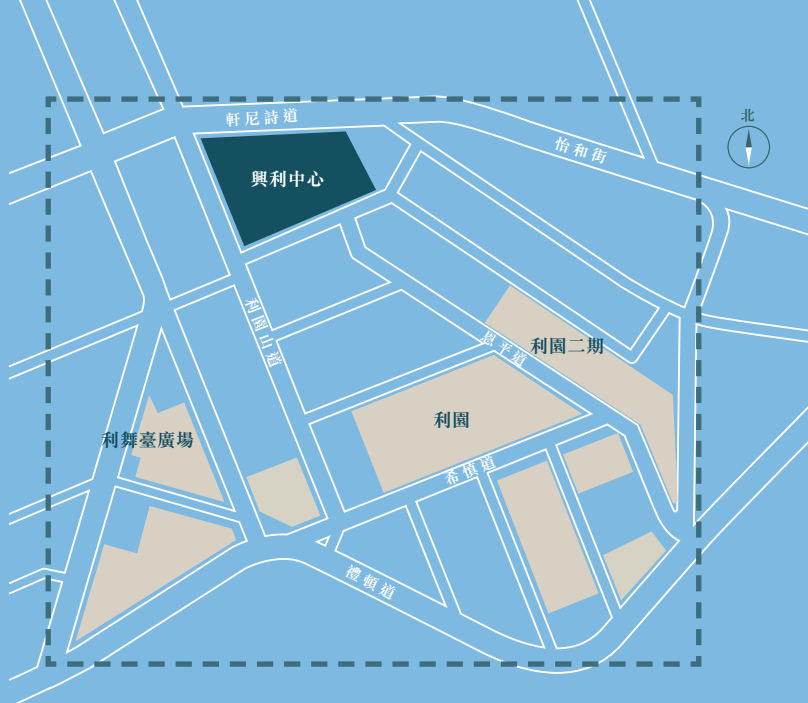 北
軒尼詩道
怡和街
興利中心
利園山道
恩平道
利園二期
利園
利舞臺廣場
希慎道
禮頓道